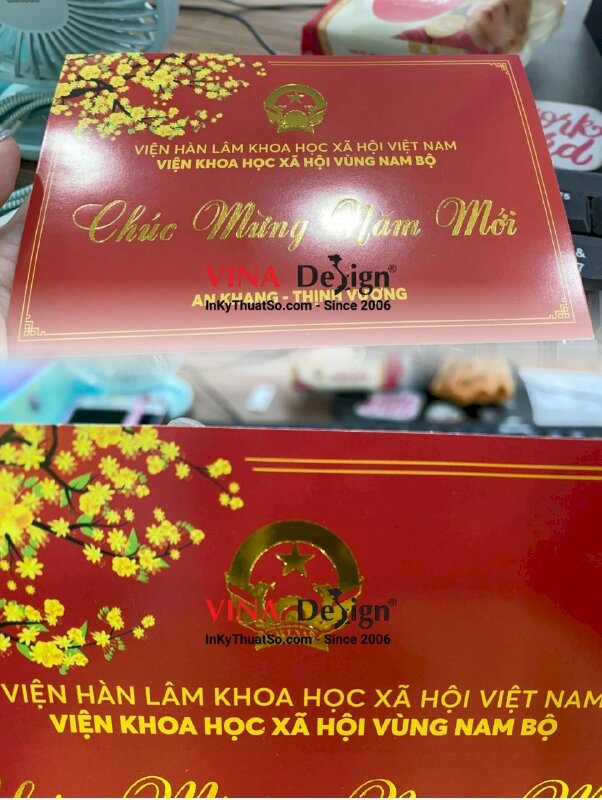 VIỆN HÀN LÂM KHOA HỌC XÃ HỘI VIỆT NAM
VIỆN KHOA HỌC XÃ HỘI VÙNG NAM BỘ
Chúc Mừng Năm Mới
VINA Design®
AN KHANG - THỊNH VƯỢNG
InKyThuatSo.com - Since 2006
VINA Design®
InKyThuatSo.com - Since 2006
VIỆN HÀN LÂM KHOA HỌC XÃ HỘI VIỆT NAM
VIỆN KHOA HỌC XÃ HỘI VÙNG NAM BỘ